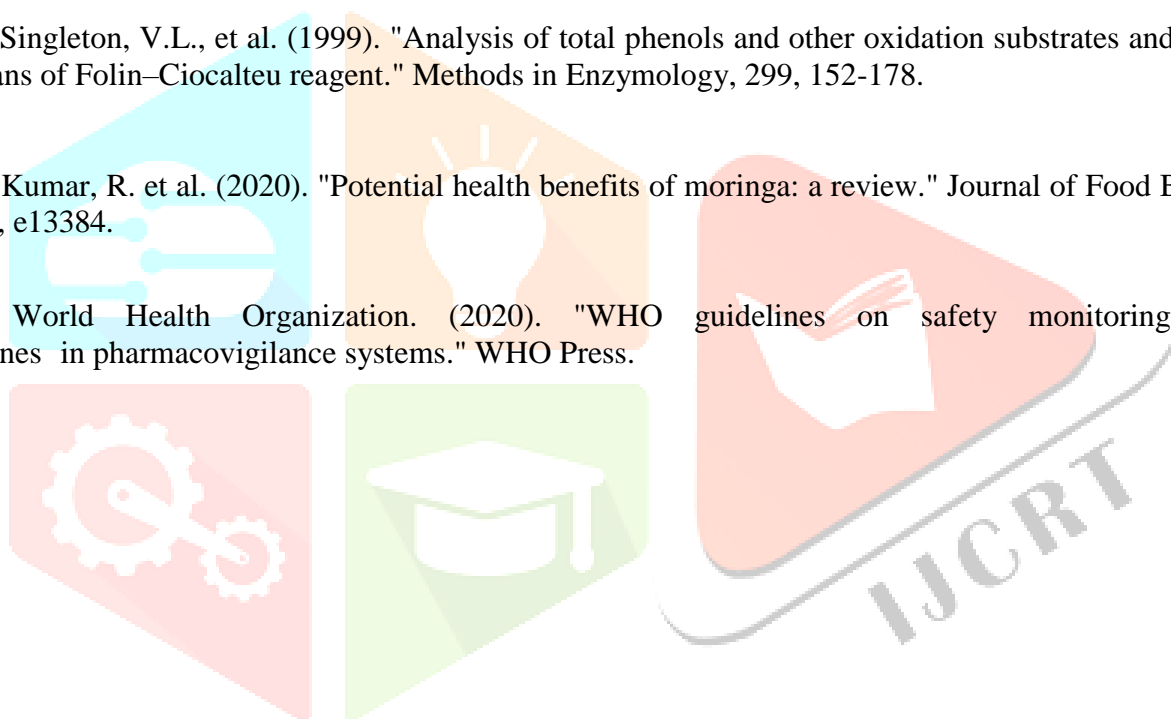 Singleton, V.L., et al. (1999). "Analysis of total phenols and other oxidation substrates and
ans of Folin–Ciocalteu reagent." Methods in Enzymology, 299, 152-178.
Kumar, R. et al. (2020). "Potential health benefits of moringa: a review." Journal of Food
, e13384.
World Health Organization. (2020). "WHO guidelines on safety monitoring
nes in pharmacovigilance systems." WHO Press.
IJCRT